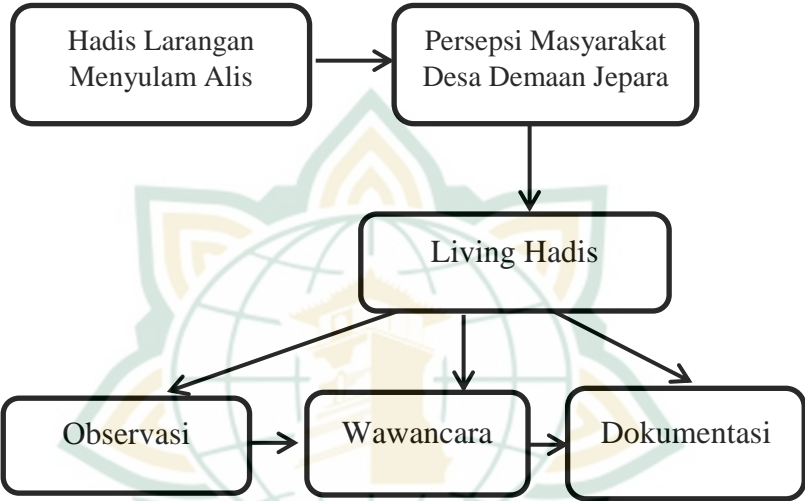 Hadis Larangan
Menyulam Alis
Persepsi Masyarakat
Desa Demaan Jepara
Living Hadis
Observasi
Wawancara
Dokumentasi